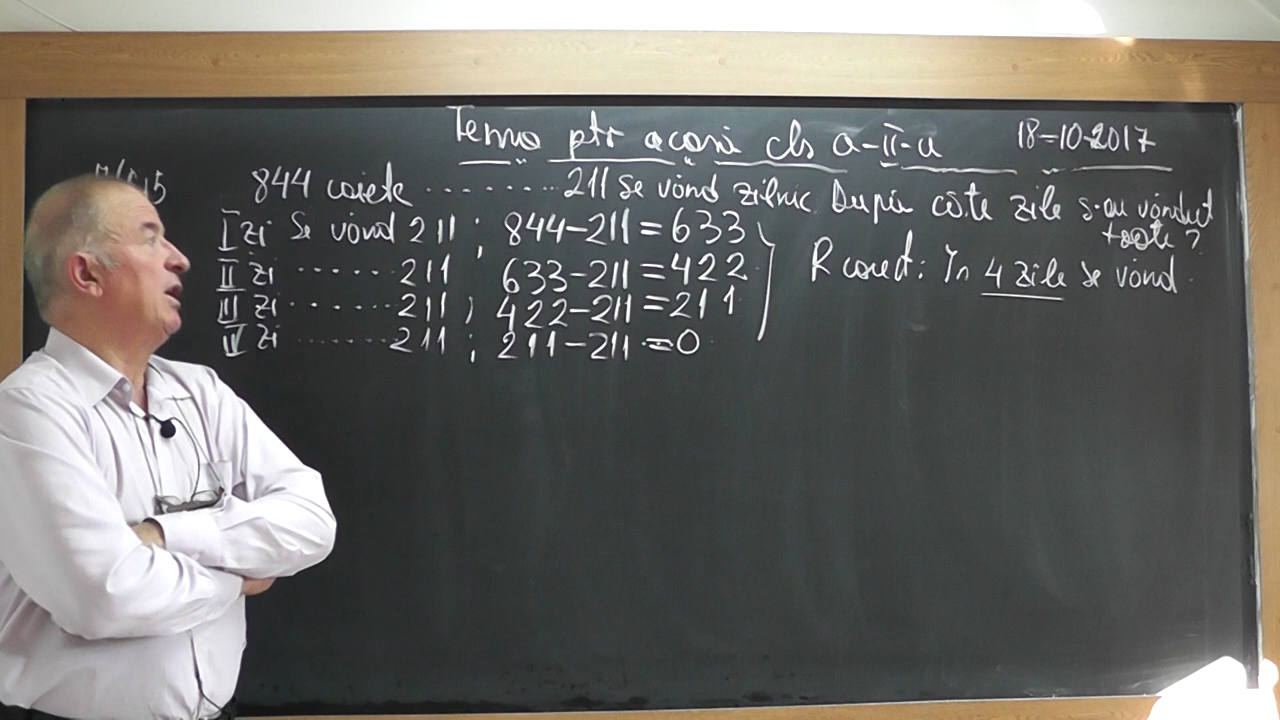 Tema ptr acasă cls a-II-a 18-10-2017
844 caiete ........ 211 se vând zilnic După câte zile s-au vândut toate?
I zi Se vând 211 ; 844-211=633
II zi ...... 211 633-211=422
III zi ....... 211 ; 422-211=211
IV zi ....... 211 ; 211-211=0
R corect: În 4 zile se vând